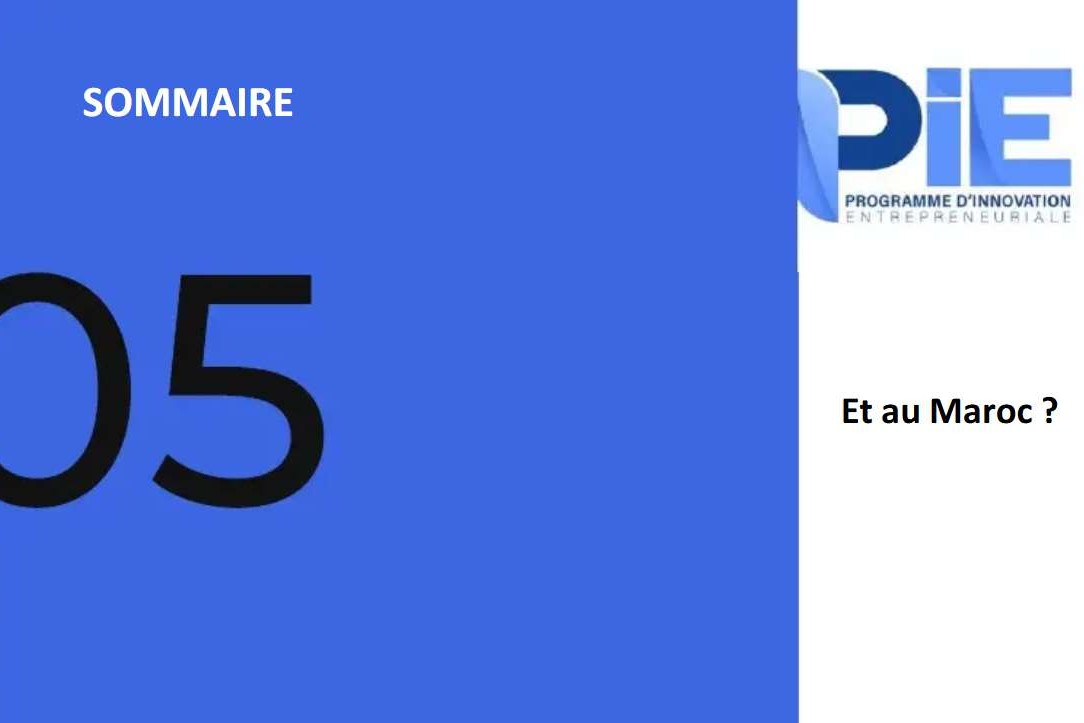 SOMMAIRE
PIE
PROGRAMME D'INNOVATION
ENTREPRENEURIALE
05
Et au Maroc ?